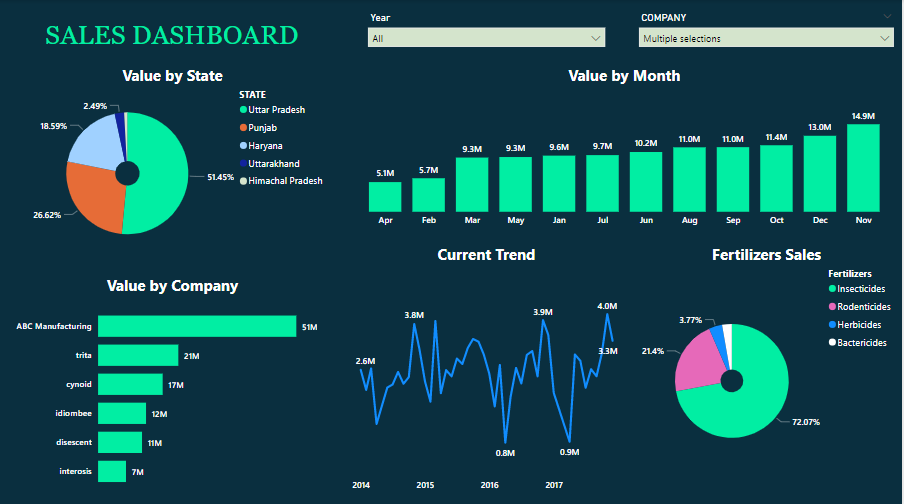 SALES DASHBOARD
Year
All
COMPANY
Multiple selections
Value by State
2.49%
18.59%
26.62%
51.45%
STATE
Uttar Pradesh
Punjab
Haryana
Uttarakhand
Himachal Pradesh
Value by Month
5.1M 5.7M 9.3M 9.3M 9.6M 9.7M 10.2M 11.0M 11.0M 11.4M 13.0M 14.9M
Apr Feb Mar May Jan Jul Jun Aug Sep Oct Dec Nov
Value by Company
ABC Manufacturing 51M
trita 21M
cynoid 17M
idiombee 12M
disescent 11M
interosis 7M
Current Trend
2.6M
3.8M
3.9M
4.0M
3.3M
0.8M
0.9M
2014 2015 2016 2017
Fertilizers Sales
3.77%
21.4%
72.07%
Fertilizers
Insecticides
Rodenticides
Herbicides
Bactericides